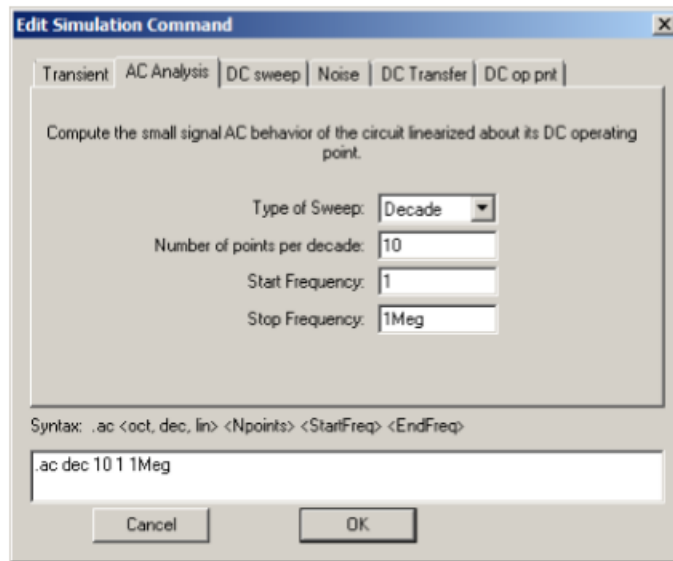 Edit Simulation Command
Transient AC Analysis DC sweep Noise DC Transfer DC op pnt
Compute the small signal AC behavior of the circuit linearized about its DC operating
point.
Type of Sweep: Decade
Number of points per decade: 10
Start Frequency: 1
Stop Frequency: 1Meg
Syntax: .ac <oct, dec, lin> <Npoints> <StartFreq> <EndFreq>
.ac dec 10 1 1Meg
Cancel OK